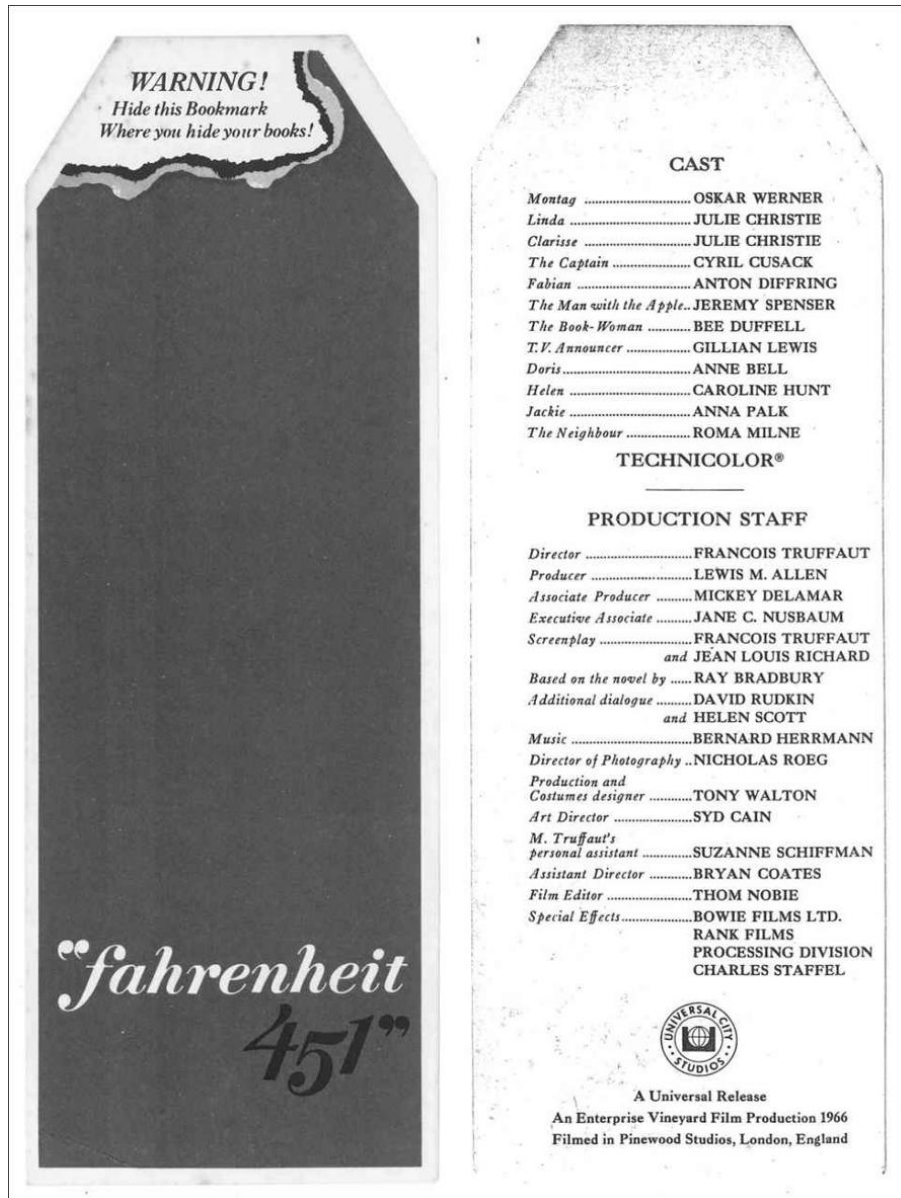 WARNING!
Hide this Bookmark
Where you hide your books!
"fahrenheit
451"
CAST
Montag ............................ OSKAR WERNER
Linda ................................ JULIE CHRISTIE
Clarisse ............................ JULIE CHRISTIE
The Captain ...................... CYRIL CUSACK
Fabian .............................. ANTON DIFFRING
The Man with the Apple.. JEREMY SPENSER
The Book-Woman ........... BEE DUFFELL
T.V. Announcer ................. GILLIAN LEWIS
Doris.................................. ANNE BELL
Helen ................................ CAROLINE HUNT
Jackie ................................ ANNA PALK
The Neighbour .................. ROMA MILNE
TECHNICOLOR®
PRODUCTION STAFF
Director ............................ FRANCOIS TRUFFAUT
Producer ........................... LEWIS M. ALLEN
Associate Producer .......... MICKEY DELAMAR
Executive Associate .......... JANE C. NUSBAUM
Screenplay ........................ FRANCOIS TRUFFAUT
and JEAN LOUIS RICHARD
Based on the novel by ...... RAY BRADBURY
Additional dialogue .......... DAVID RUDKIN
and HELEN SCOTT
Music ................................ BERNARD HERRMANN
Director of Photography .. NICHOLAS ROEG
Production and
Costumes designer ............ TONY WALTON
Art Director ...................... SYD CAIN
M. Truffaut's
personal assistant .............. SUZANNE SCHIFFMAN
Assistant Director ............ BRYAN COATES
Film Editor ....................... THOM NOBIE
Special Effects................... BOWIE FILMS LTD.
RANK FILMS
PROCESSING DIVISION
CHARLES STAFFEL
UNIVERSAL CITY
STUDIOS
A Universal Release
An Enterprise Vineyard Film Production 1966
Filmed in Pinewood Studios, London, England